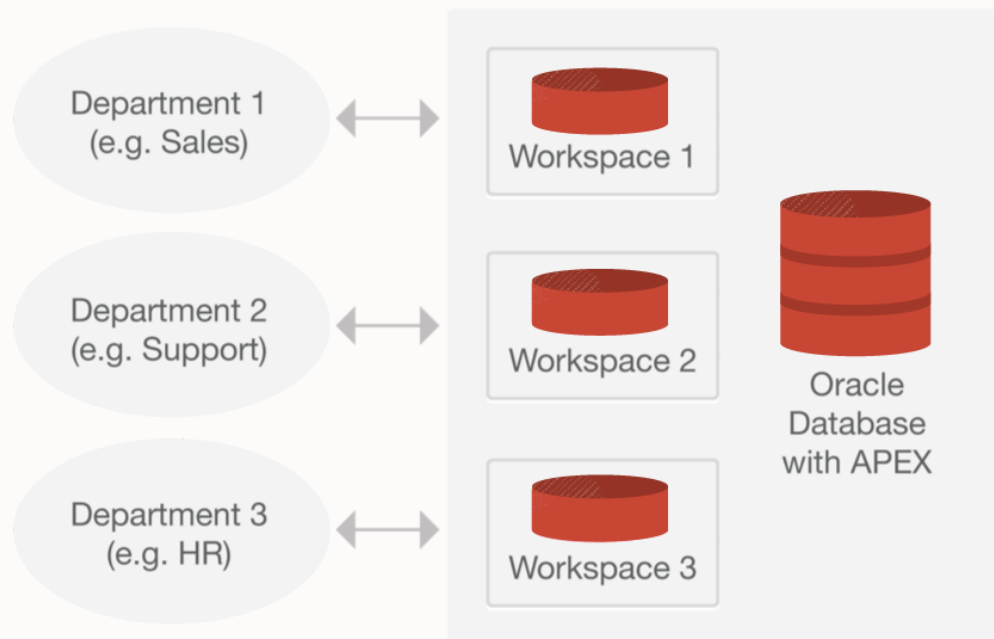 Department 1
(e.g. Sales)
Workspace 1
Department 2
(e.g. Support)
Workspace 2
Department 3
(e.g. HR)
Workspace 3
Oracle
Database
with APEX